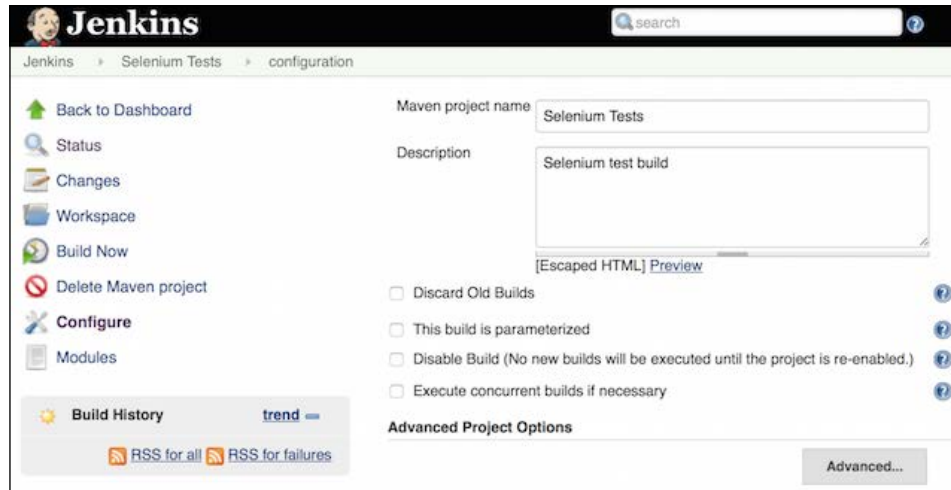 Jenkins
search
Jenkins Selenium Tests configuration
Back to Dashboard
Status
Changes
Workspace
Build Now
Delete Maven project
Configure
Modules
Build History trend
RSS for all RSS for failures
Maven project name Selenium Tests
Description Selenium test build
[Escaped HTML] Preview
Discard Old Builds
This build is parameterized
Disable Build (No new builds will be executed until the project is re-enabled.)
Execute concurrent builds if necessary
Advanced Project Options
Advanced...